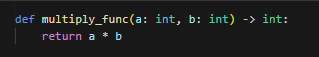 def multiply_func(a: int, b: int) -> int:
    return a * b